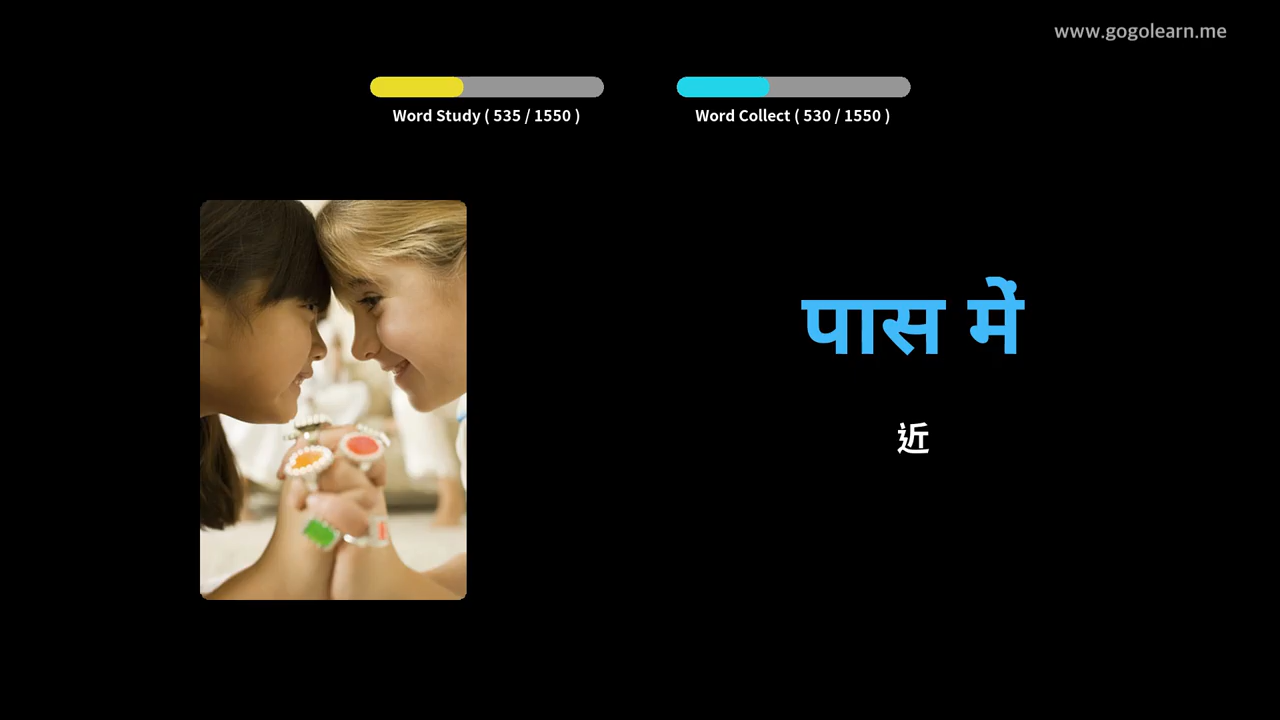 www.gogolearn.me
Word Study ( 535 / 1550 )
Word Collect ( 530 / 1550 )
पास में
近